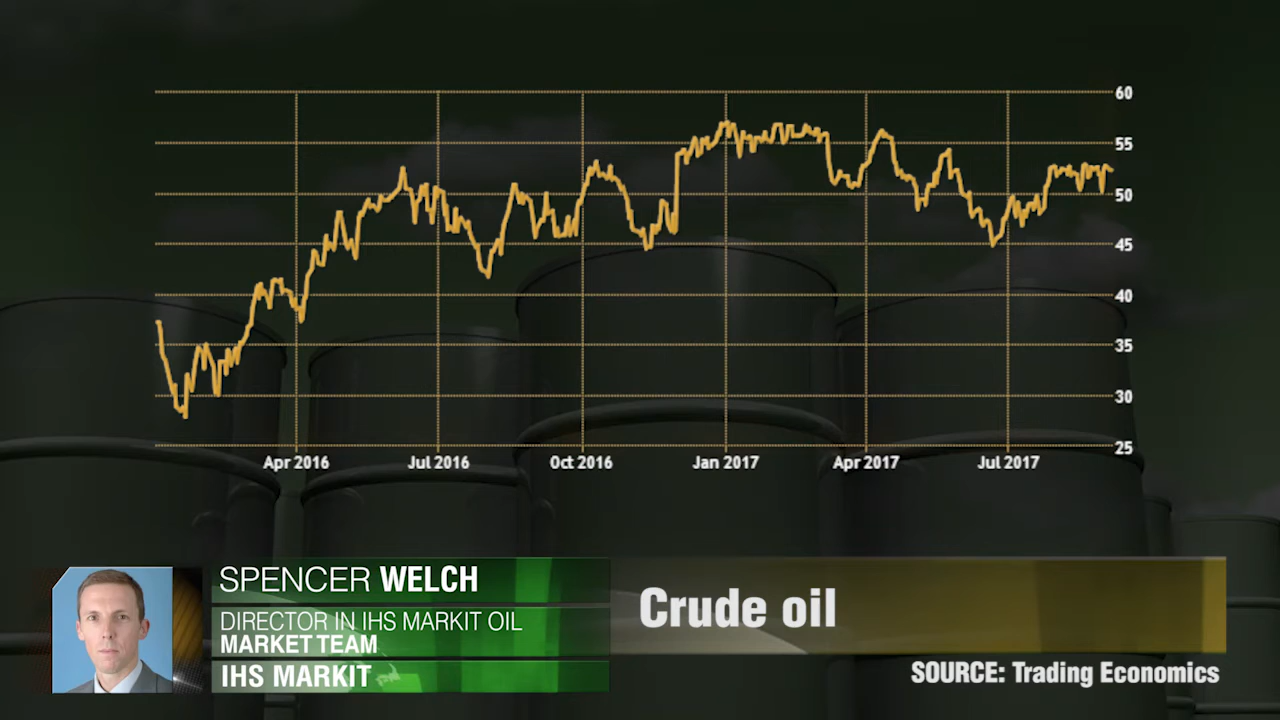 60
55
50
45
40
35
30
25
Apr 2016 Jul 2016 Oct 2016 Jan 2017 Apr 2017 Jul 2017
SPENCER WELCH
DIRECTOR IN IHS MARKIT OIL
MARKET TEAM
IHS MARKIT
Crude oil
SOURCE: Trading Economics